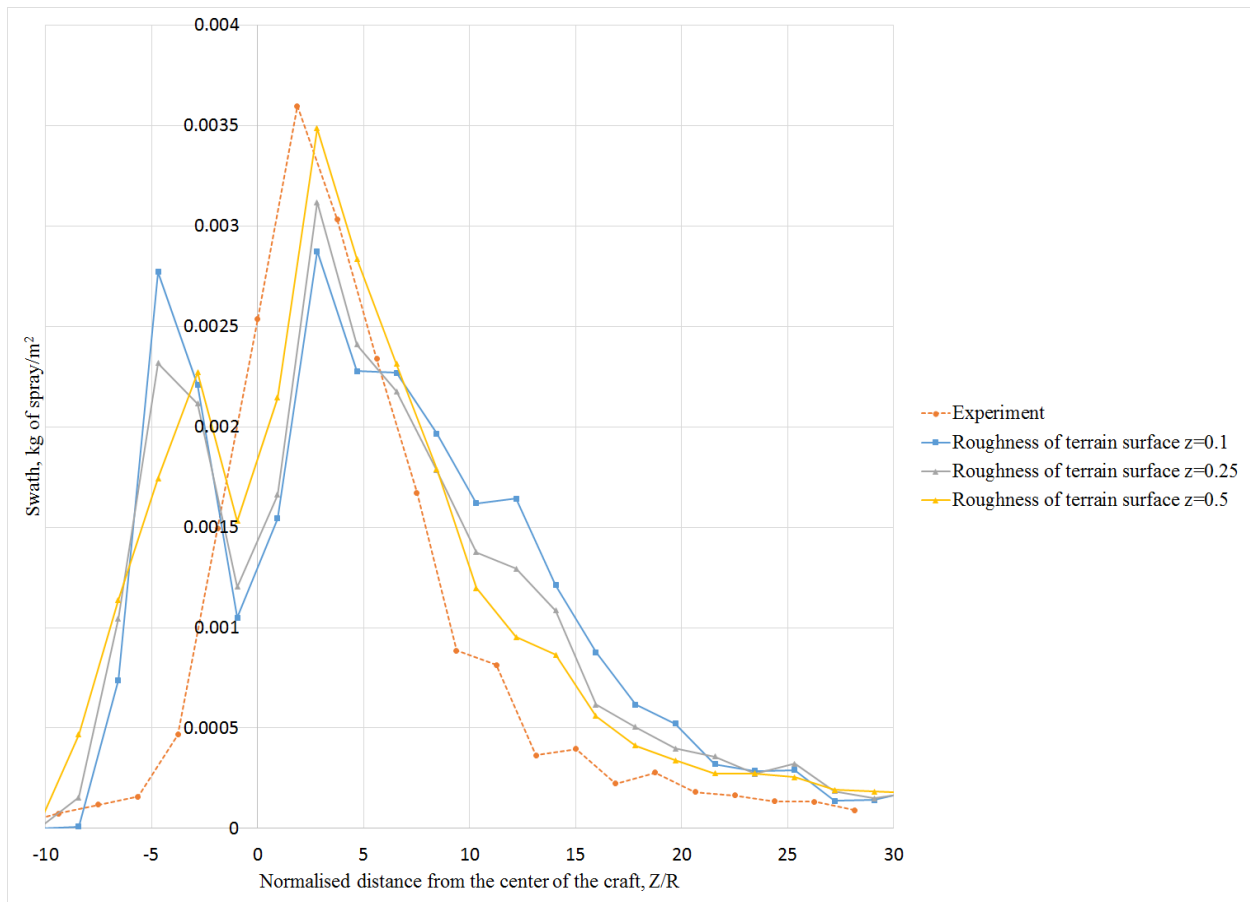 0.004
0.0035
0.003
0.0025
0.002
0.0015
0.001
0.0005
0
-10 -5 0 5 10 15 20 25 30
Swath, kg of spray/m²
Normalised distance from the center of the craft, Z/R
Experiment
Roughness of terrain surface z=0.1
Roughness of terrain surface z=0.25
Roughness of terrain surface z=0.5